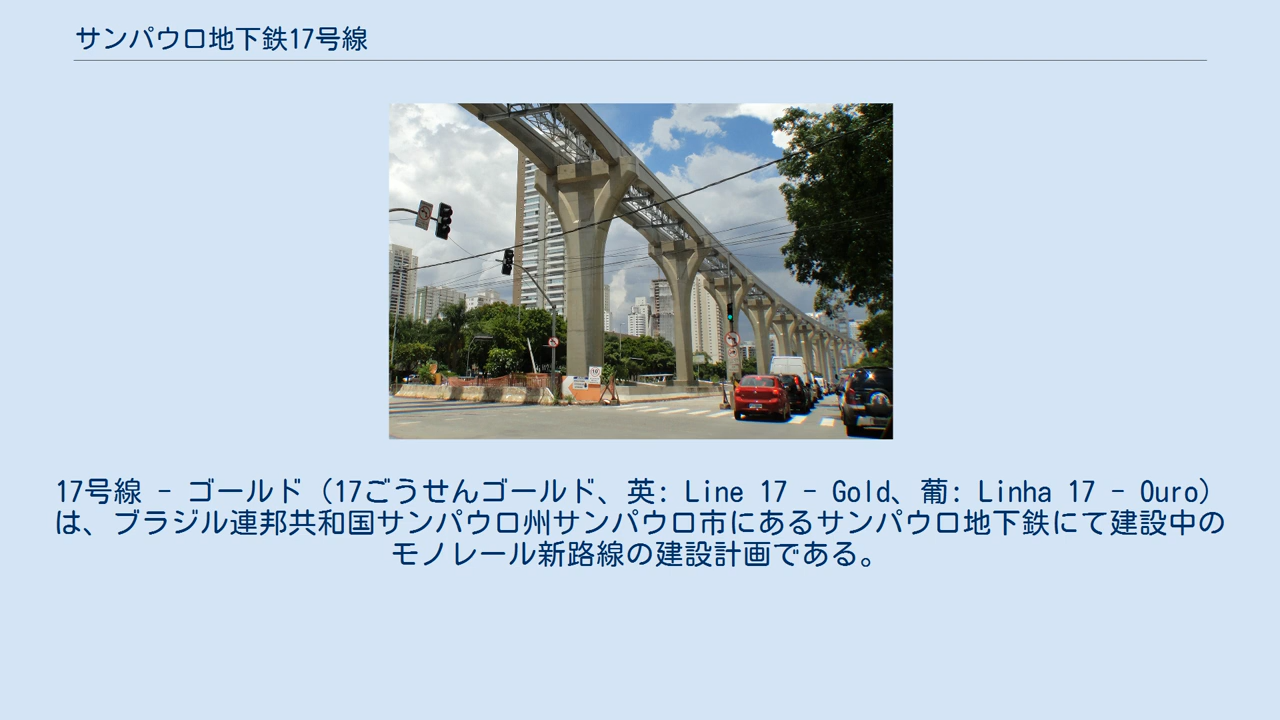 サンパウロ地下鉄17号線
17号線 - ゴールド（17ごうせんゴールド、英: Line 17 - Gold、葡: Linha 17 - Ouro）
は、ブラジル連邦共和国サンパウロ州サンパウロ市にあるサンパウロ地下鉄にて建設中の
モノレール新路線の建設計画である。